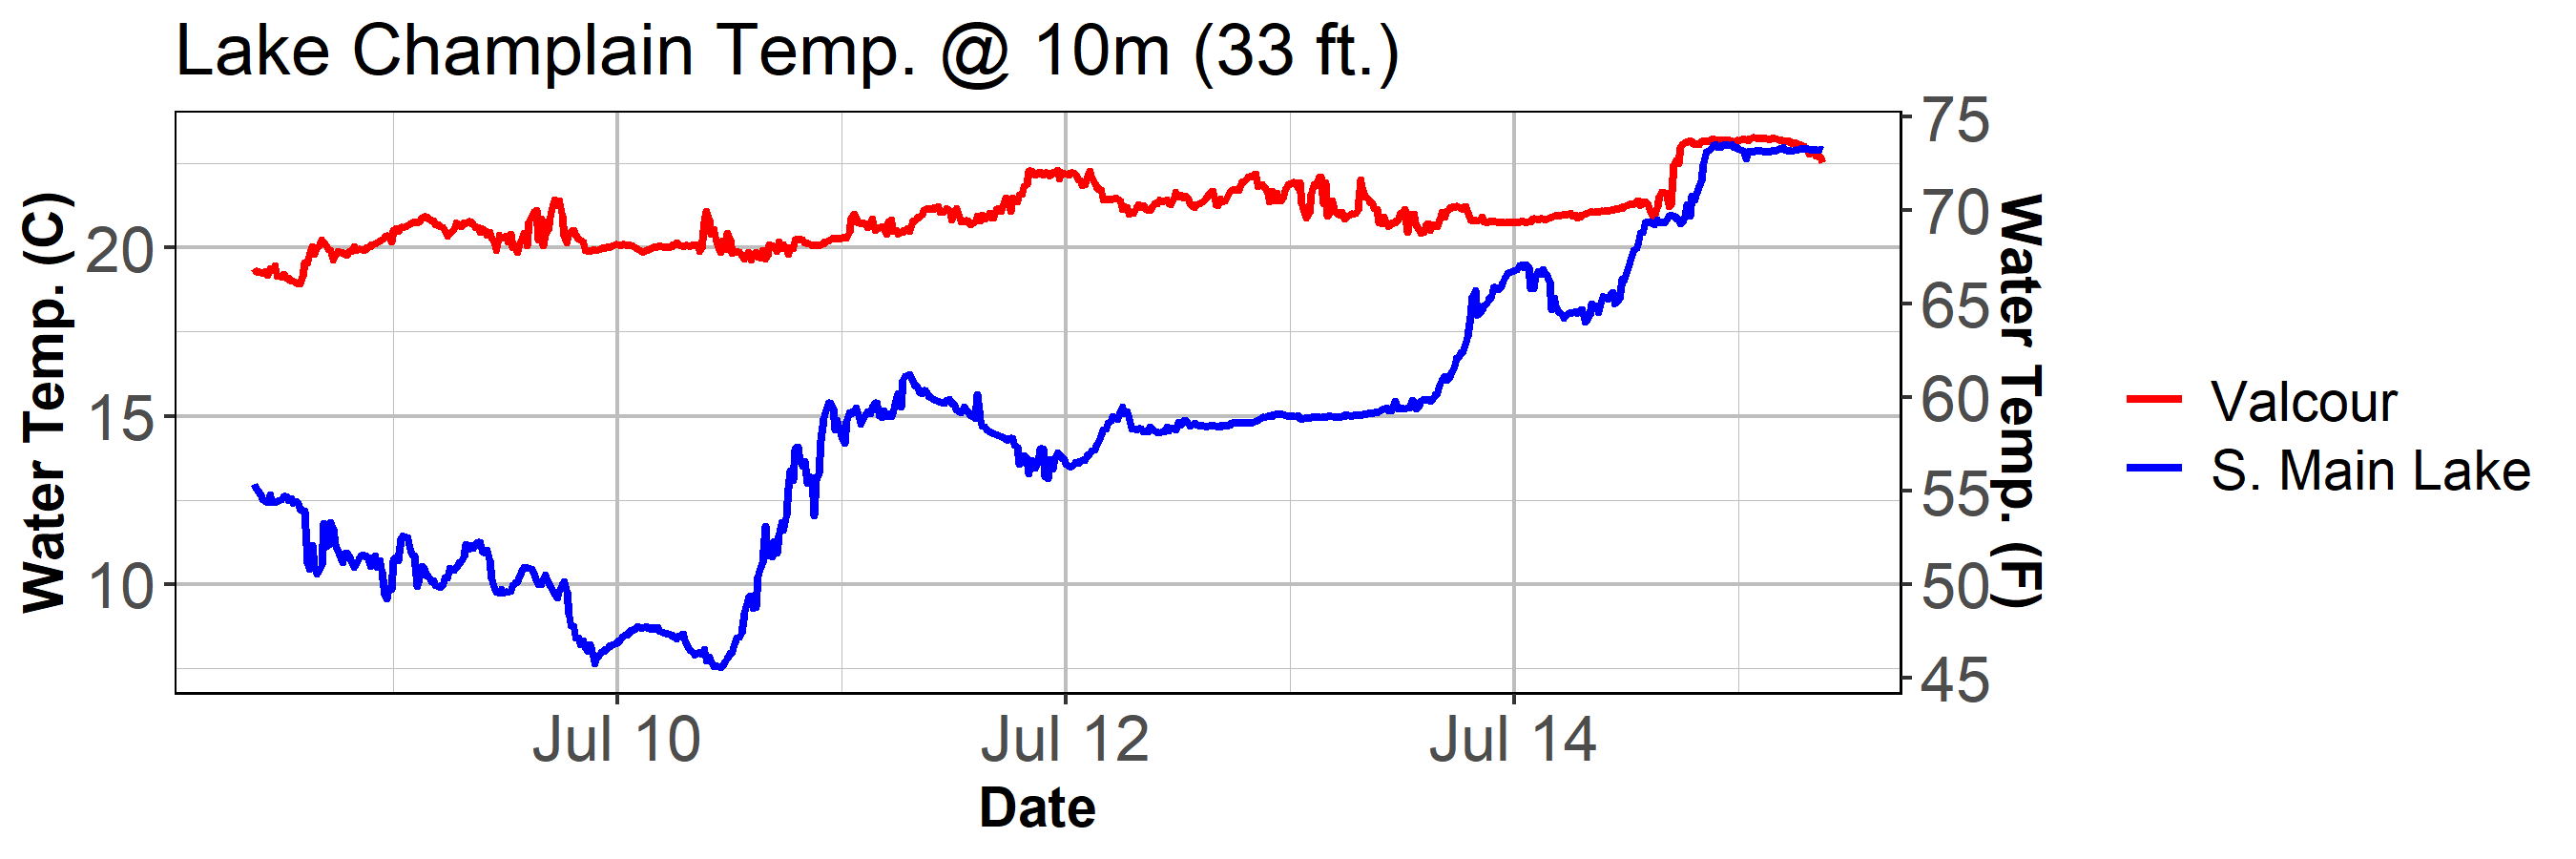 Lake Champlain Temp. @ 10m (33 ft.)
Water Temp. (C)
20
15
10
75
70
65
60
55
50
45
Water Temp. (F)
Jul 10
Jul 12
Jul 14
Date
Valcour
S. Main Lake